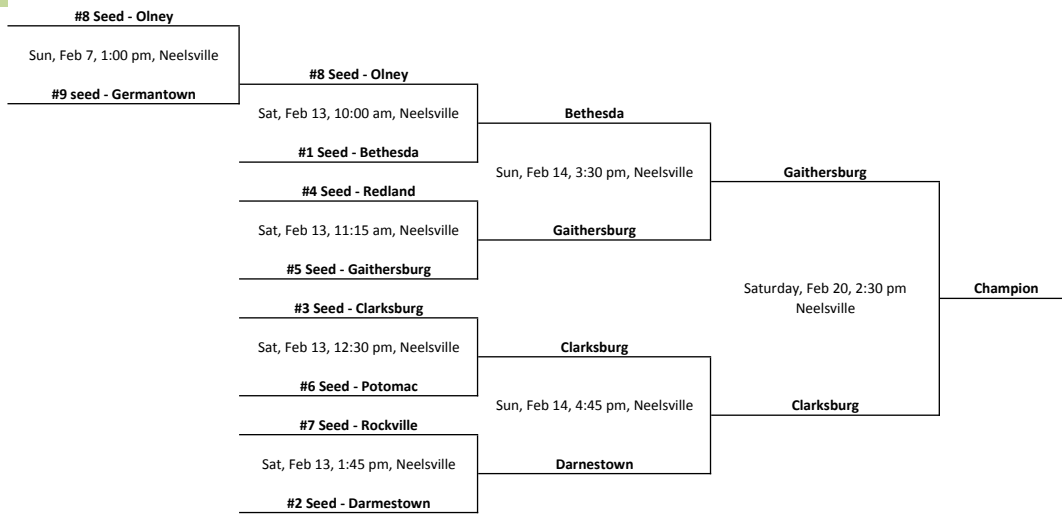 #8 Seed - Olney
Sun, Feb 7, 1:00 pm, Neelsville
#9 seed - Germantown
#8 Seed - Olney
Sat, Feb 13, 10:00 am, Neelsville
#1 Seed - Bethesda
#4 Seed - Redland
Sat, Feb 13, 11:15 am, Neelsville
#5 Seed - Gaithersburg
#3 Seed - Clarksburg
Sat, Feb 13, 12:30 pm, Neelsville
#6 Seed - Potomac
#7 Seed - Rockville
Sat, Feb 13, 1:45 pm, Neelsville
#2 Seed - Darmestown
Bethesda
Sun, Feb 14, 3:30 pm, Neelsville
Gaithersburg
Clarksburg
Sun, Feb 14, 4:45 pm, Neelsville
Darnestown
Gaithersburg
Saturday, Feb 20, 2:30 pm
Neelsville
Clarksburg
Champion